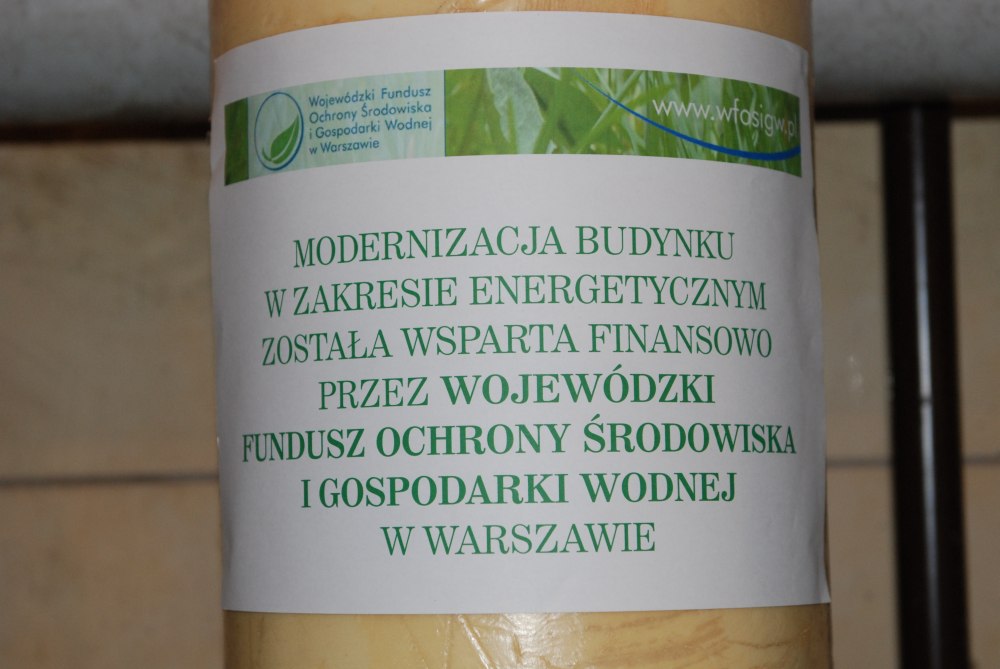 Wojewódzki Fundusz
Ochrony Środowiska
i Gospodarki Wodnej
w Warszawie
www.wfosigw.pl
MODERNIZACJA BUDYNKU
W ZAKRESIE ENERGETYCZNYM
ZOSTAŁA WSPARTA FINANSOWO
PRZEZ WOJEWÓDZKI
FUNDUSZ OCHRONY ŚRODOWISKA
I GOSPODARKI WODNEJ
W WARSZAWIE